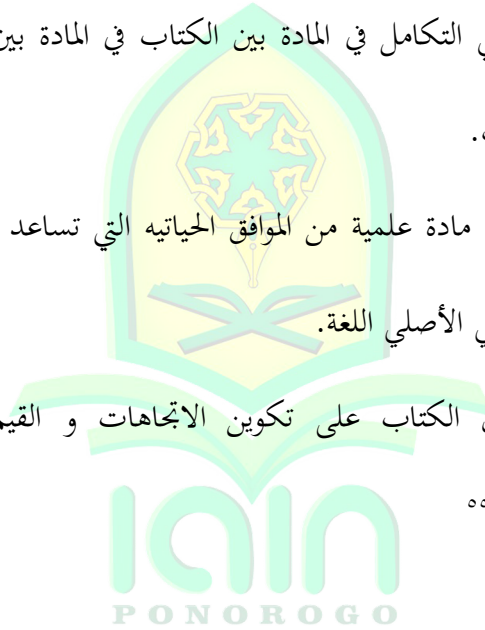 التكامل في المادة بين الكتاب في المادة بين
مادة علمية من الموافق الحياتيه التي تساعد
الأصلي اللغة.
الكتاب على تكوين الاتجاهات و القيم
٥٥
iain
PONOROGO